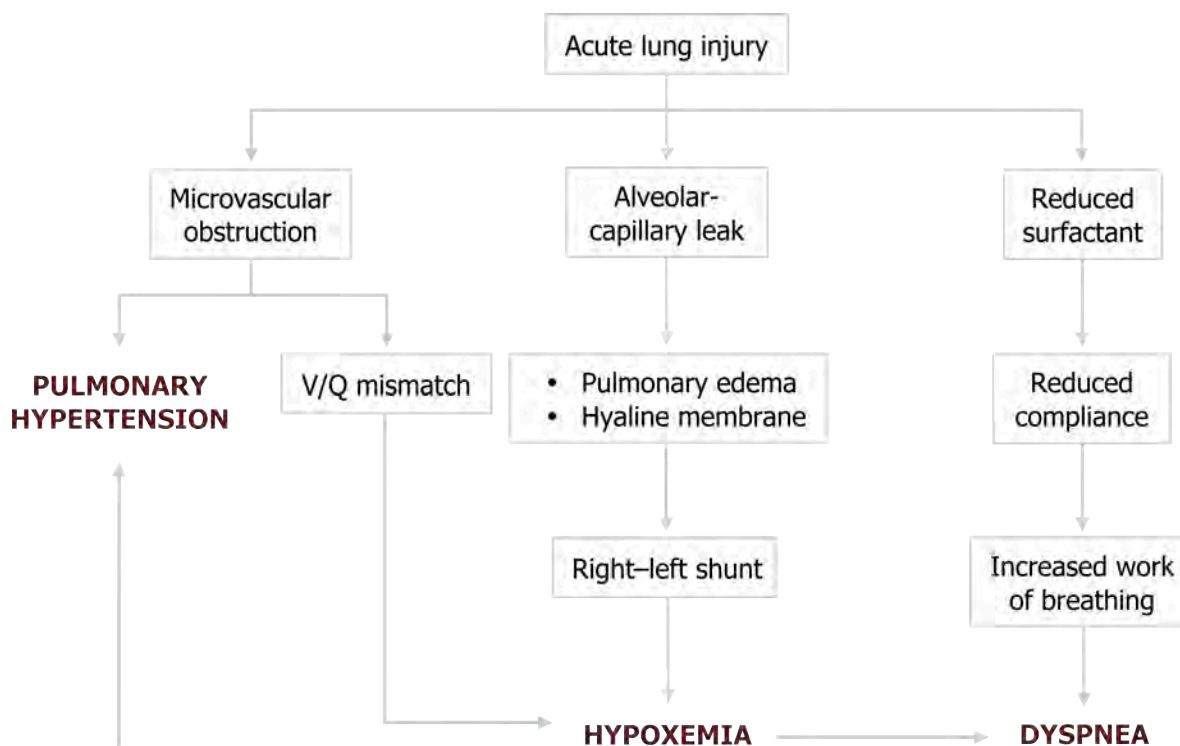 Acute lung injury
Microvascular
obstruction
Alveolar-
capillary leak
Reduced
surfactant
PULMONARY
HYPERTENSION
V/Q mismatch
• Pulmonary edema
• Hyaline membrane
Reduced
compliance
Right–left shunt
Increased work
of breathing
HYPOXEMIA
DYSPNEA